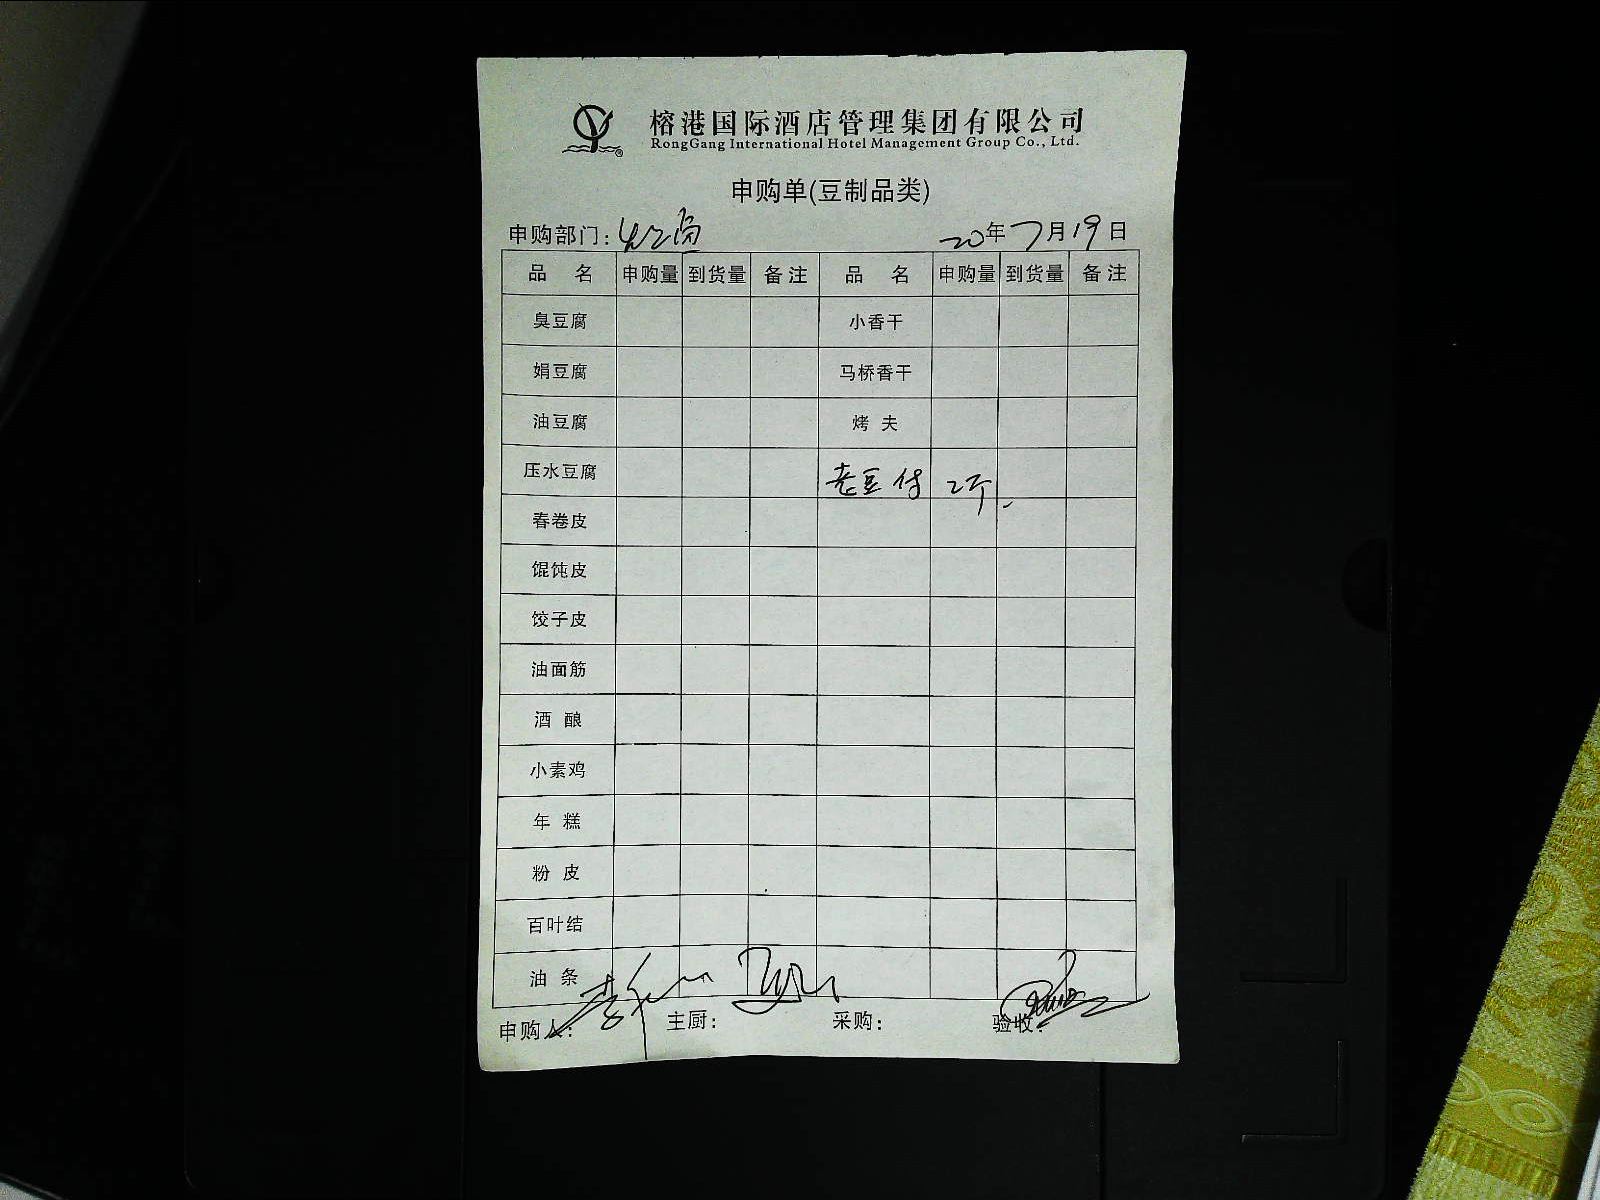 榕港国际酒店管理集团有限公司
RongGang International Hotel Management Group Co., Ltd.
申购单(豆制品类)
申购部门: 20年7月19日
品 名 申购量 到货量 备注 品 名 申购量 到货量 备注
臭豆腐 小香干
娟豆腐 马桥香干
油豆腐 烤 夫
压水豆腐 老豆付 2斤.
春卷皮
馄饨皮
饺子皮
油面筋
酒 酿
小素鸡
年 糕
粉 皮
百叶结
油 条
申购人: 主厨: 采购: 验收: